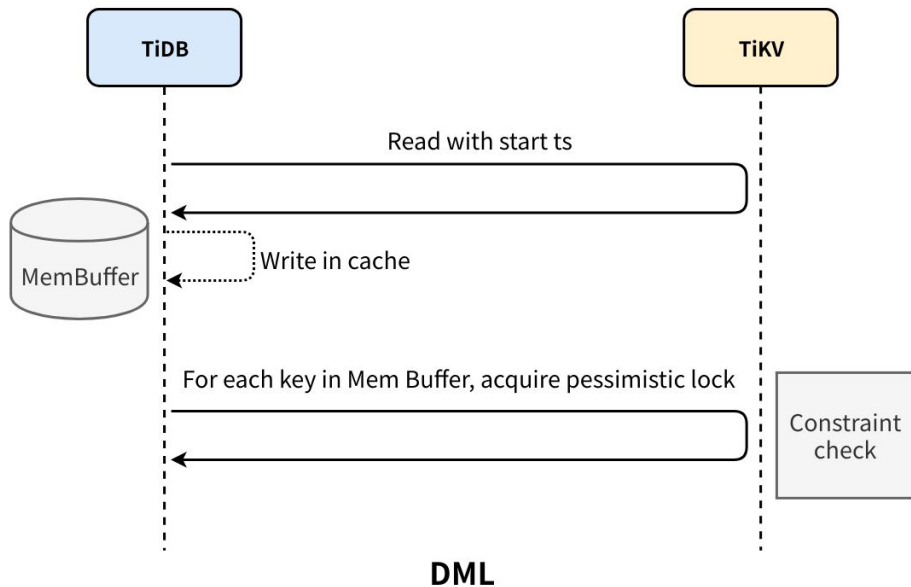 TiDB
TiKV
Read with start ts
MemBuffer
Write in cache
For each key in Mem Buffer, acquire pessimistic lock
Constraint
check
DML